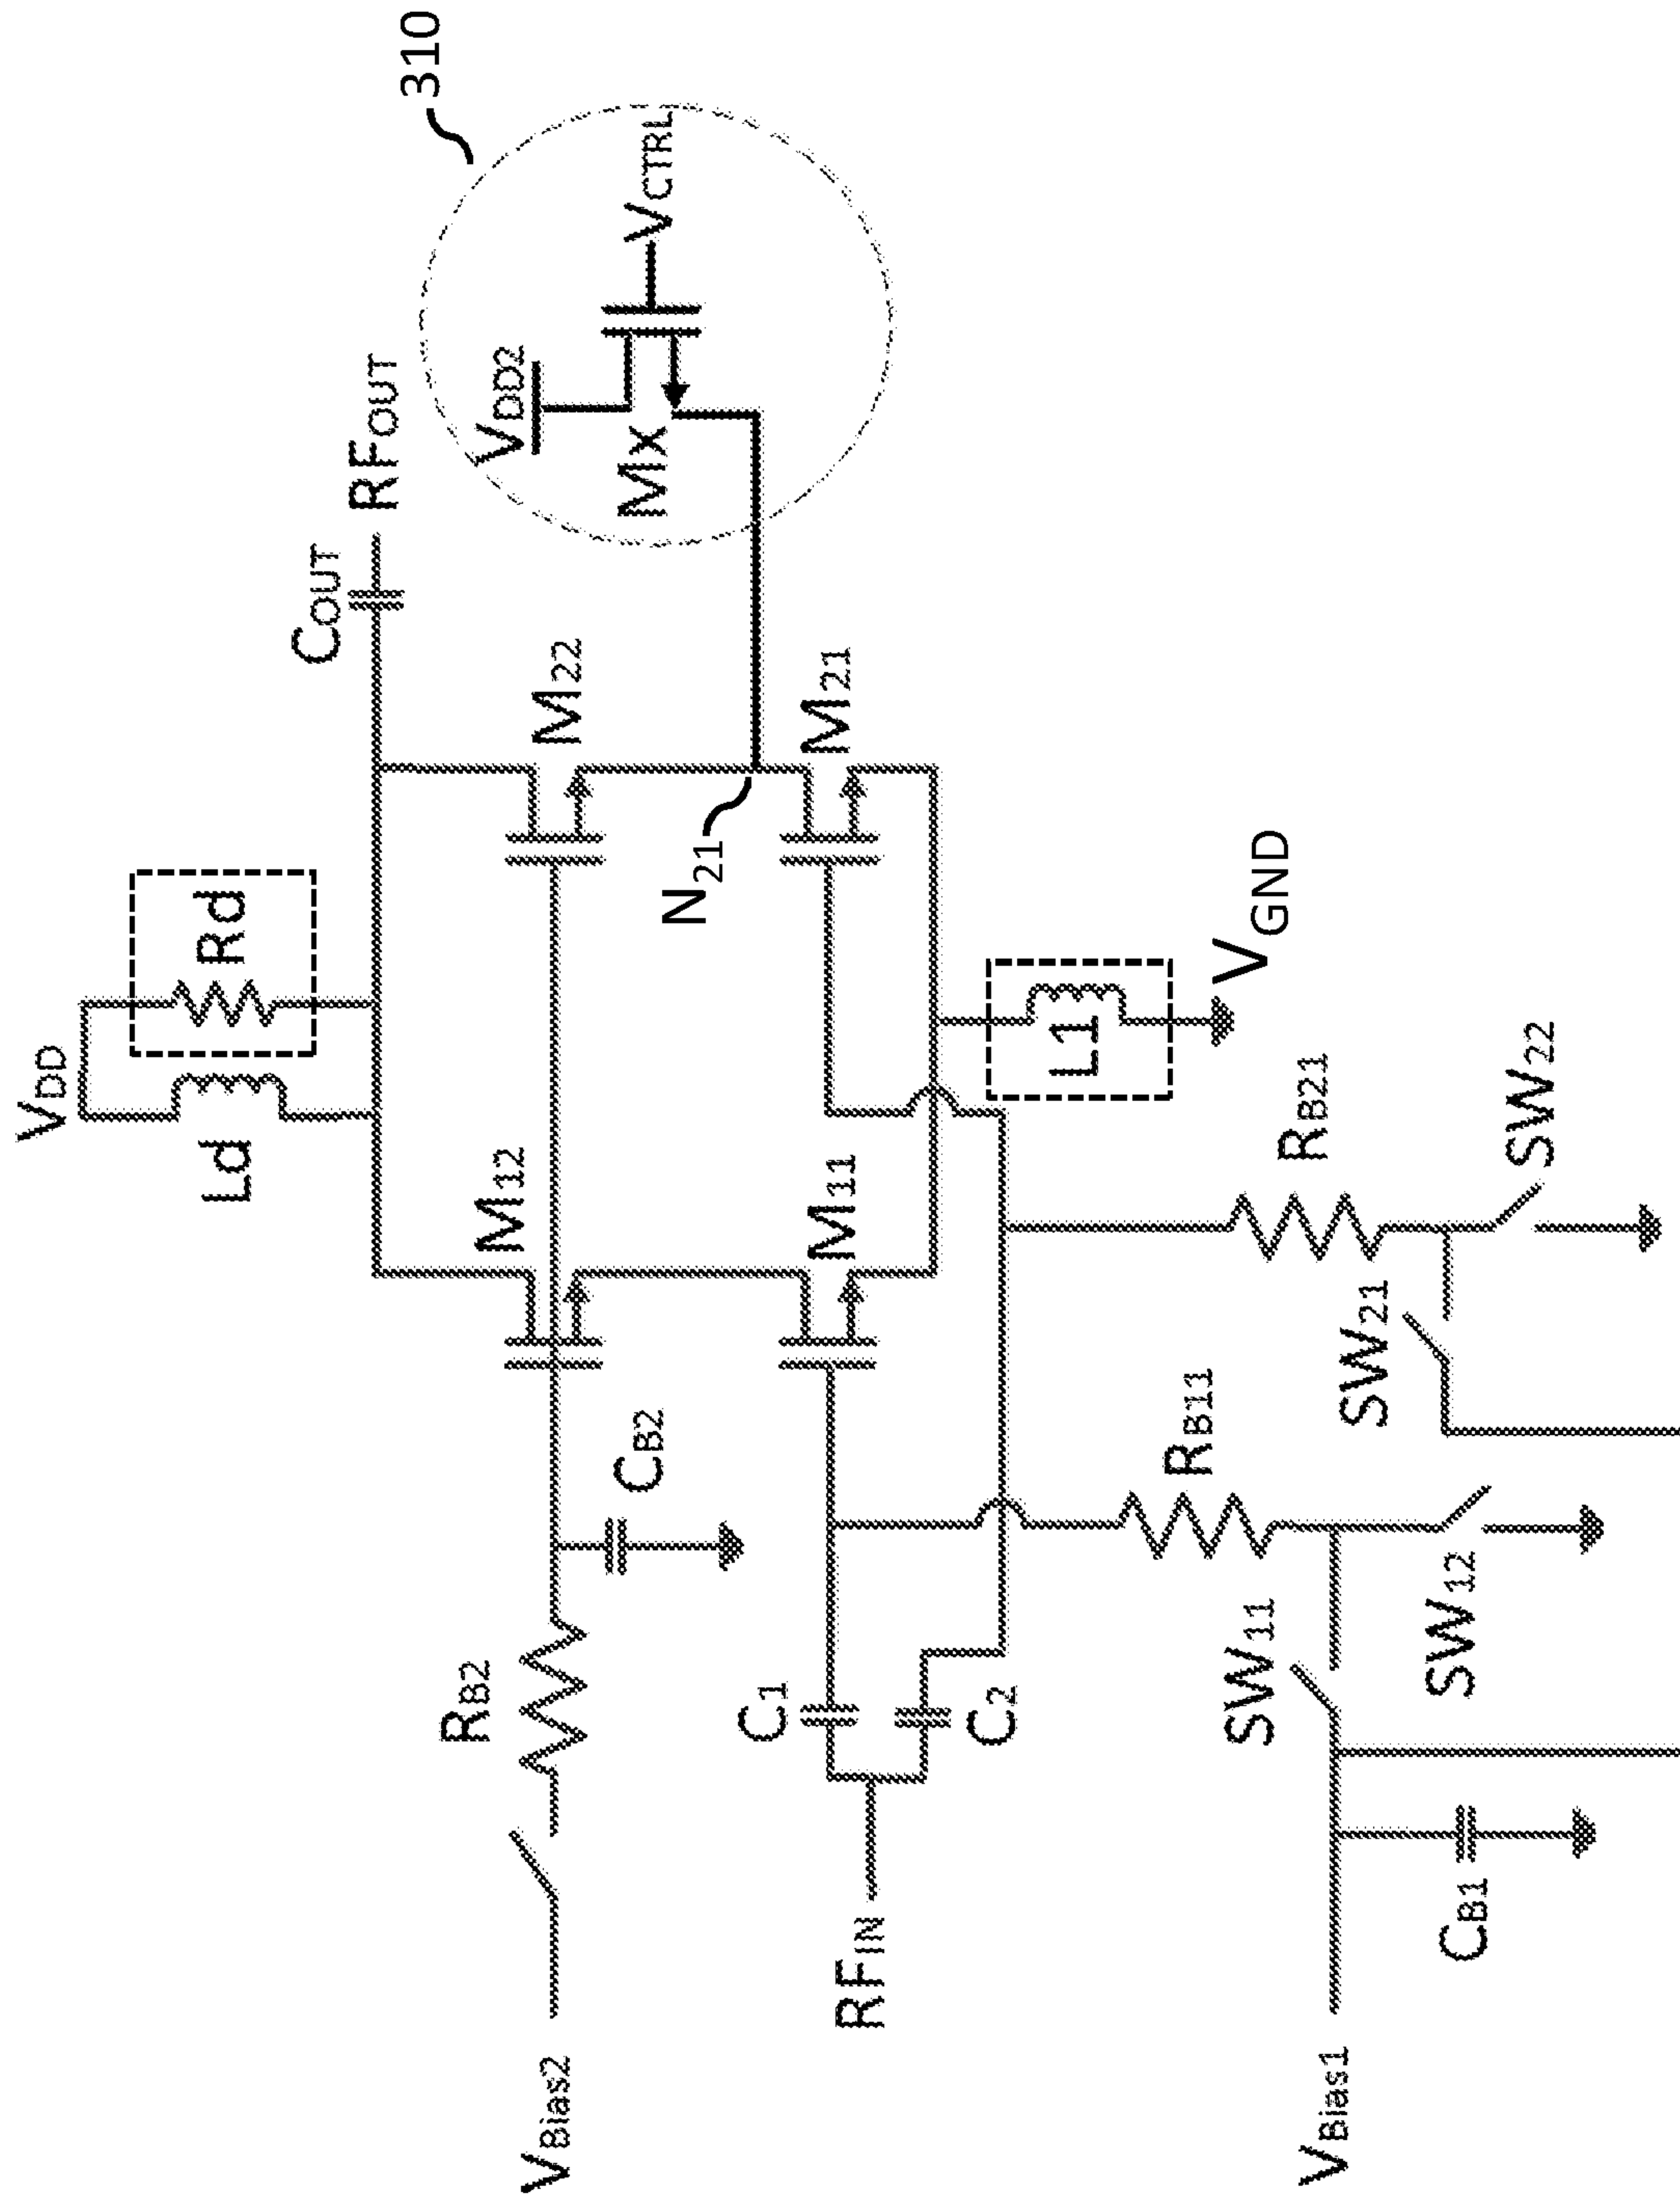 VDD
Ld
Rd
COUT
RFOUT
310
VDD2
Mx
VCTRL
M12
M22
N21
M11
M21
VBias2
RB2
CB2
C1
C2
RFIN
L1
VGND
RB11
RB21
SW11
SW12
SW21
SW22
VBias1
CB1